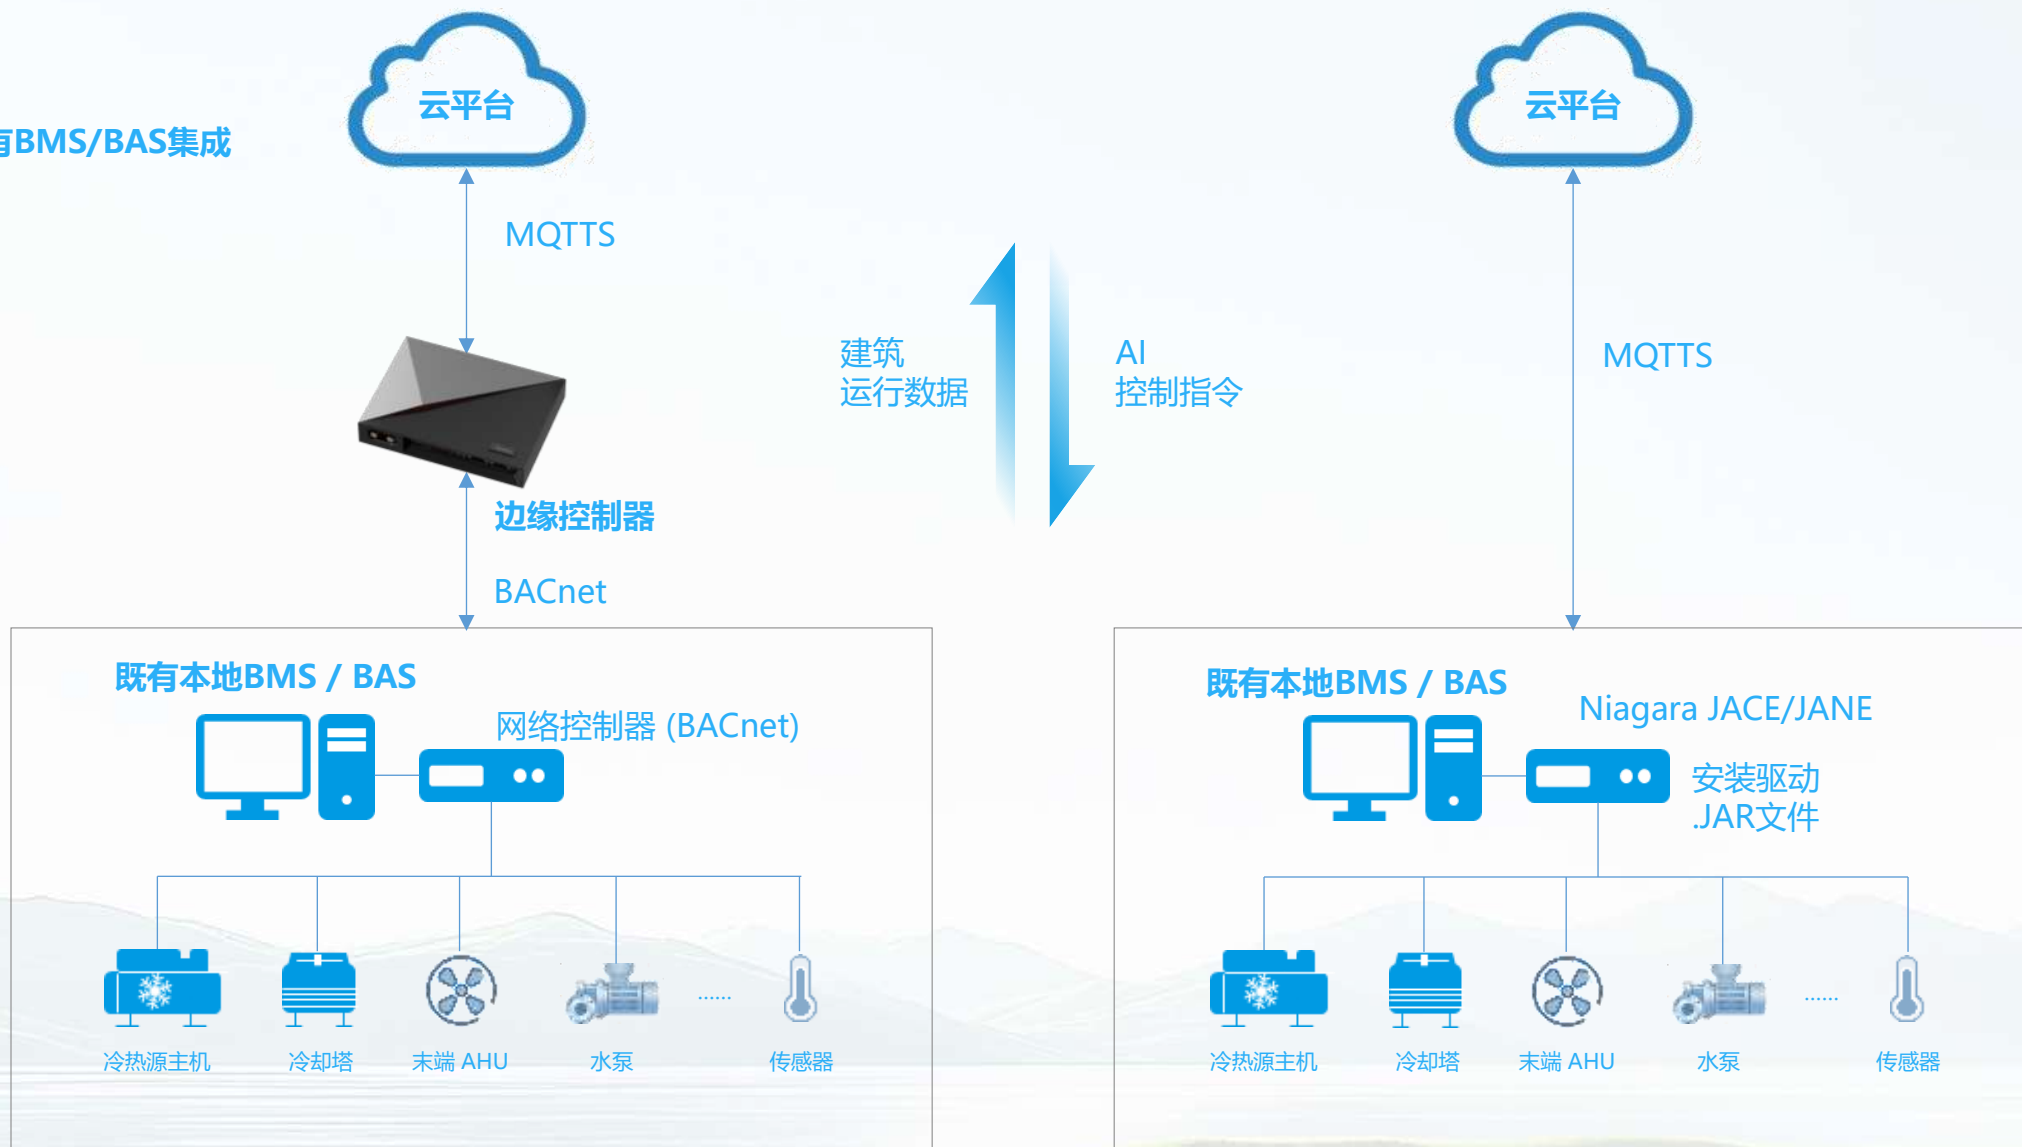 云平台
云平台
有BMS/BAS集成
MQTTS
建筑
运行数据
AI
控制指令
MQTTS
边缘控制器
BACnet
既有本地BMS / BAS
网络控制器 (BACnet)
......
冷热源主机
冷却塔
末端 AHU
水泵
传感器
既有本地BMS / BAS
Niagara JACE/JANE
安装驱动
.JAR文件
......
冷热源主机
冷却塔
末端 AHU
水泵
传感器